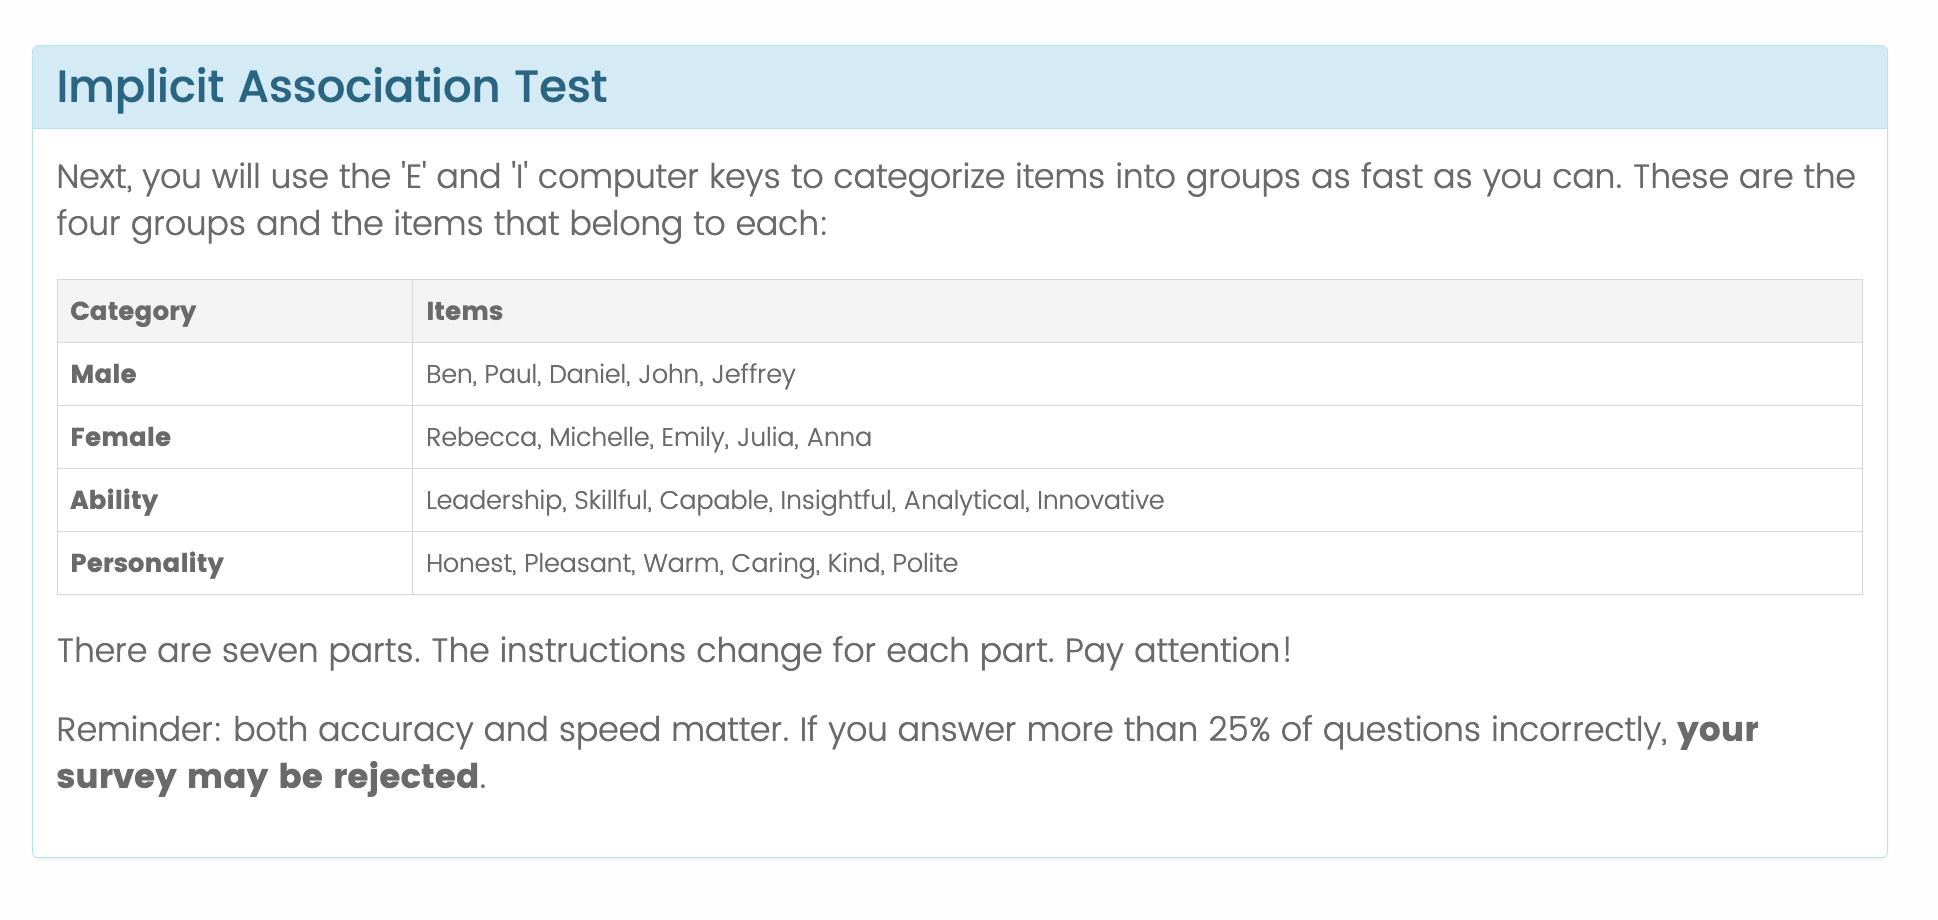 Implicit Association Test
Next, you will use the 'E' and 'I' computer keys to categorize items into groups as fast as you can. These are the
four groups and the items that belong to each:
Category Items
Male Ben, Paul, Daniel, John, Jeffrey
Female Rebecca, Michelle, Emily, Julia, Anna
Ability Leadership, Skillful, Capable, Insightful, Analytical, Innovative
Personality Honest, Pleasant, Warm, Caring, Kind, Polite
There are seven parts. The instructions change for each part. Pay attention!
Reminder: both accuracy and speed matter. If you answer more than 25% of questions incorrectly, your
survey may be rejected.